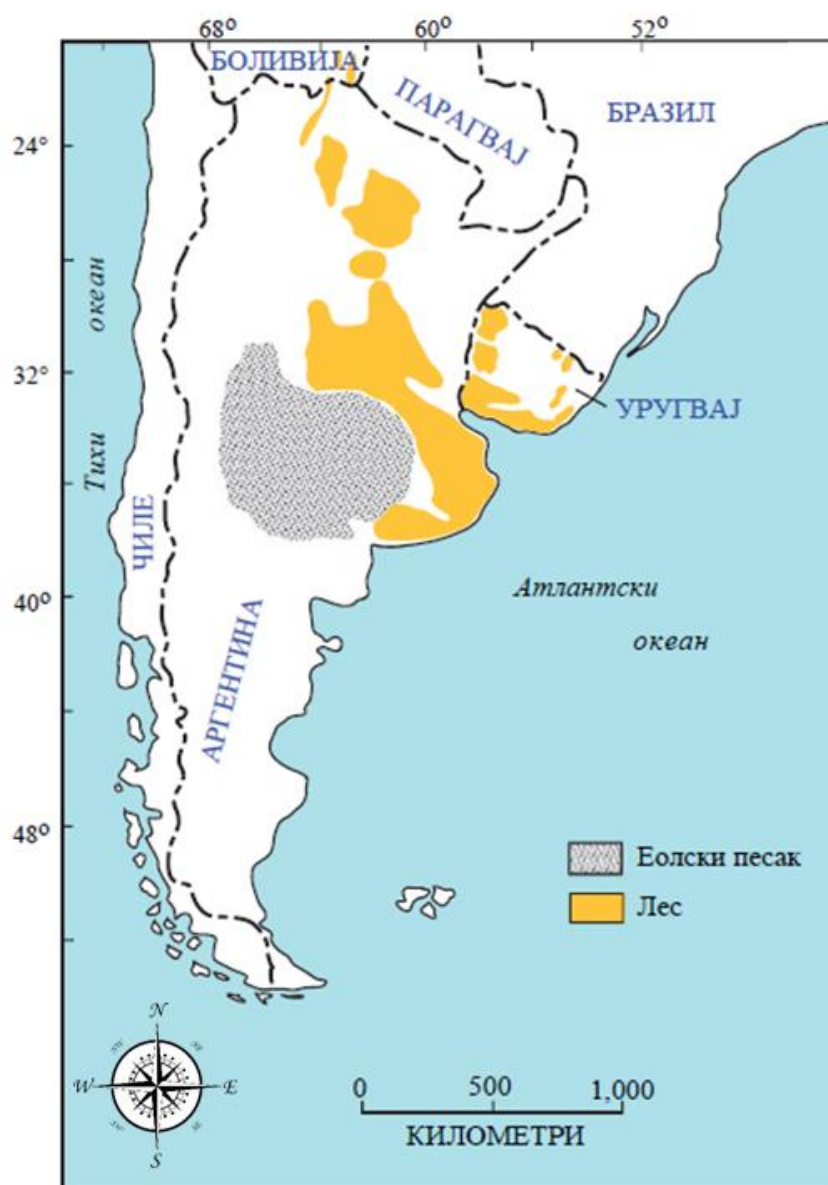 68° 60° 52°
БОЛИВИЈА
ПАРАГВАЈ
БРАЗИЛ
24°
океан
Тихи
32°
УРУГВАЈ
ЧИЛЕ
40°
Атлантски
океан
АРГЕНТИНА
48°
Еолски песак
Лес
N
W E
S
0 500 1,000
КИЛОМЕТРИ